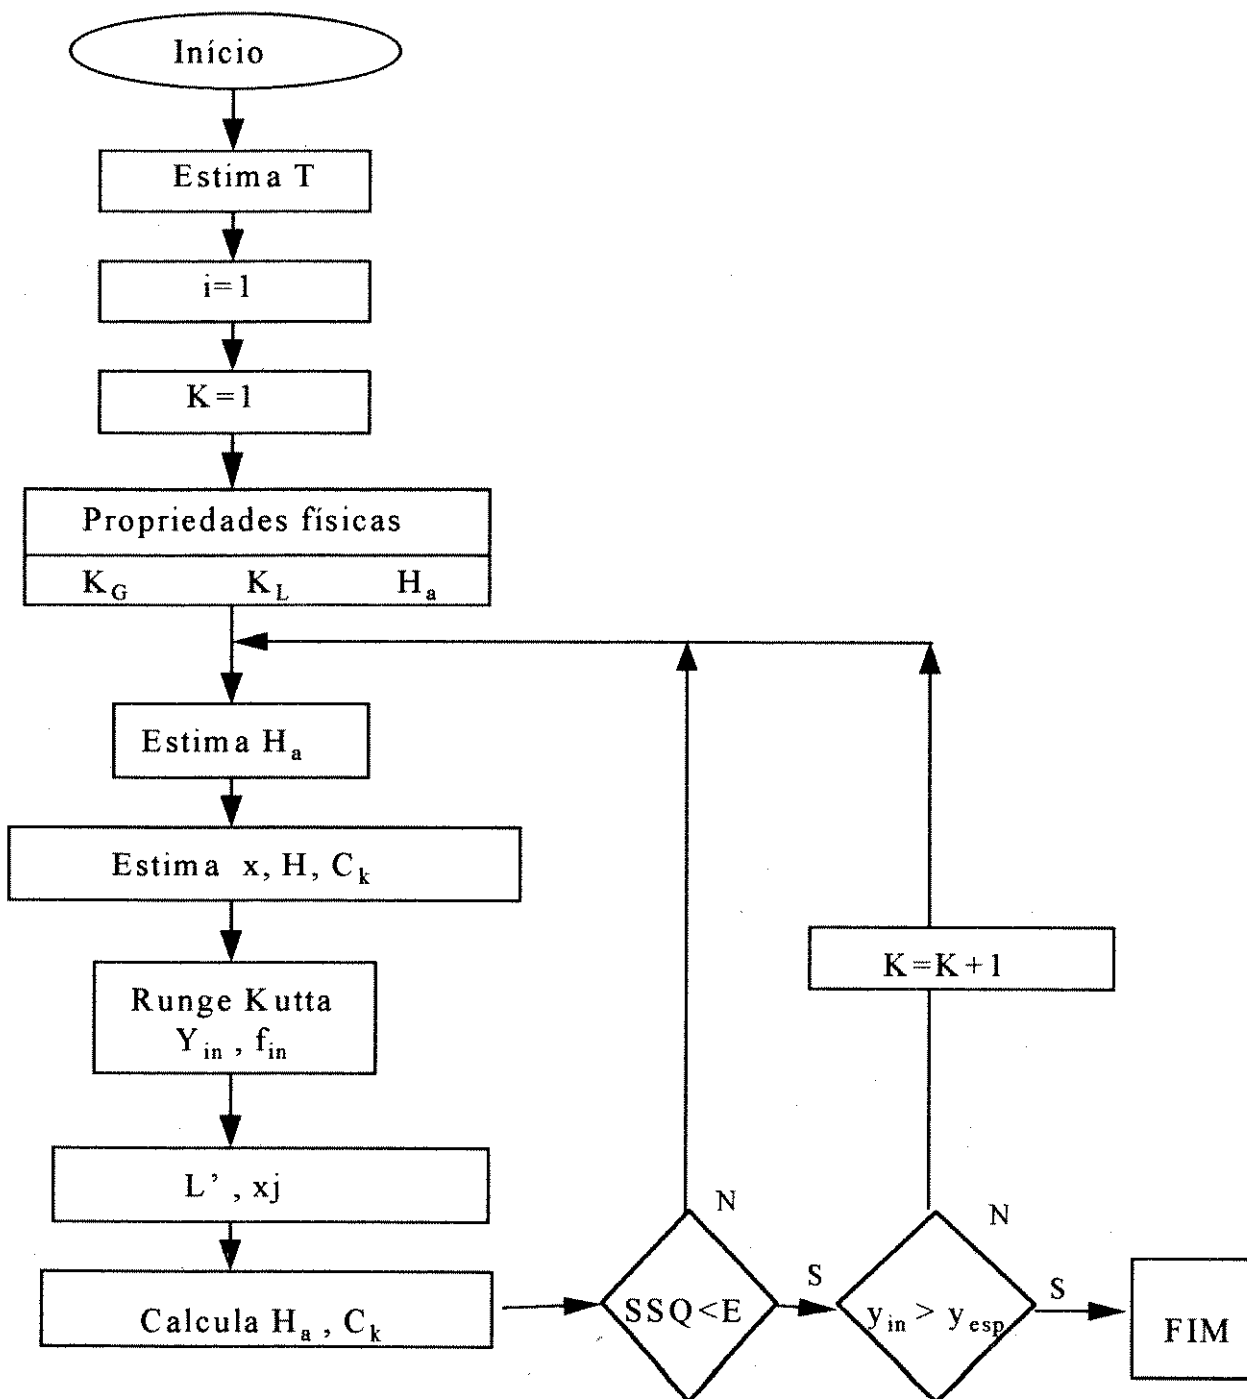 Início
Estima T
i=1
K=1
Propriedades físicas
K_G K_L H_a
Estima H_a
Estima x, H, C_k
K=K+1
Runge Kutta
Y_in , f_in
L' , xj
N
N
S
S
Calcula H_a , C_k
SSQ<E
y_in > y_esp
FIM